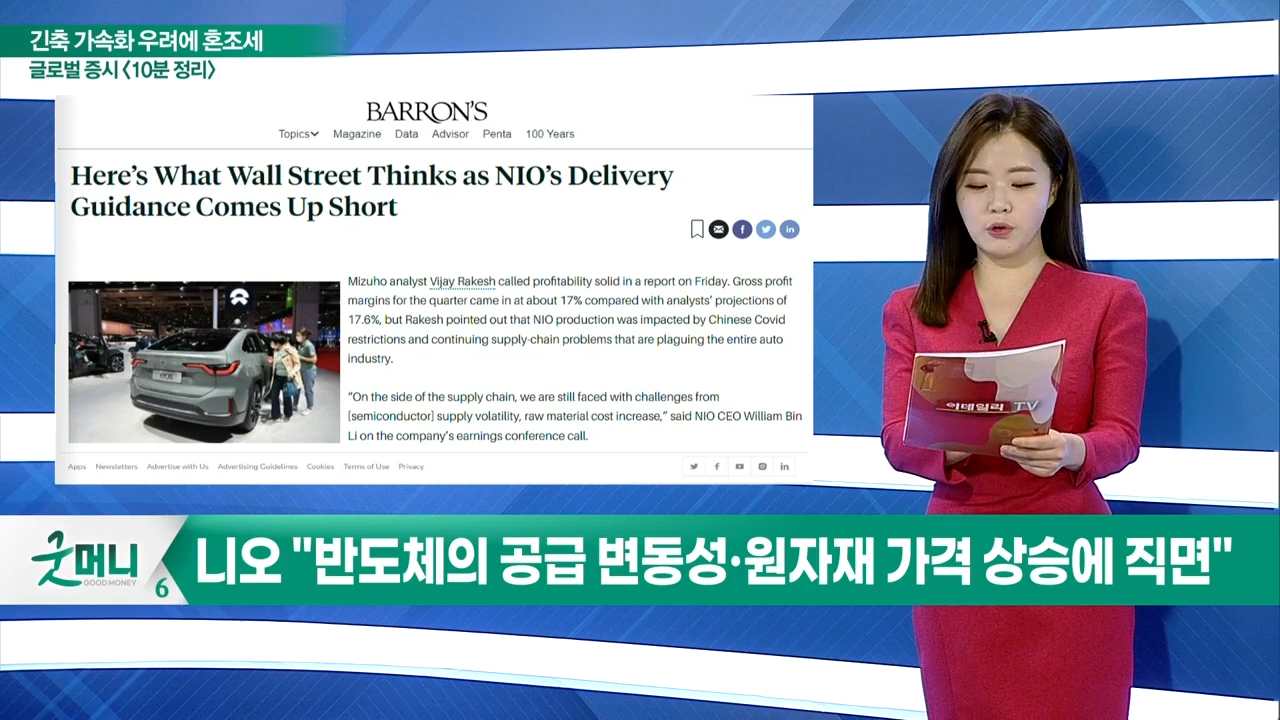 긴축 가속화 우려에 혼조세
글로벌 증시 <10분 정리>
BARRON'S
Topics Magazine Data Advisor Penta 100 Years
Here's What Wall Street Thinks as NIO's Delivery
Guidance Comes Up Short
Mizuho analyst Vijay Rakesh called profitability solid in a report on Friday. Gross profit
margins for the quarter came in at about 17% compared with analysts' projections of
17.6%, but Rakesh pointed out that NIO production was impacted by Chinese Covid
restrictions and continuing supply-chain problems that are plaguing the entire auto
industry.
"On the side of the supply chain, we are still faced with challenges from
[semiconductor] supply volatility, raw material cost increase," said NIO CEO William Bin
Li on the company's earnings conference call.
Apps Newsletters Advertise with Us Advertising Guidelines Cookies Terms of Use Privacy
이데일리 TV
굿머니
GOOD MONEY
6
니오 "반도체의 공급 변동성·원자재 가격 상승에 직면"